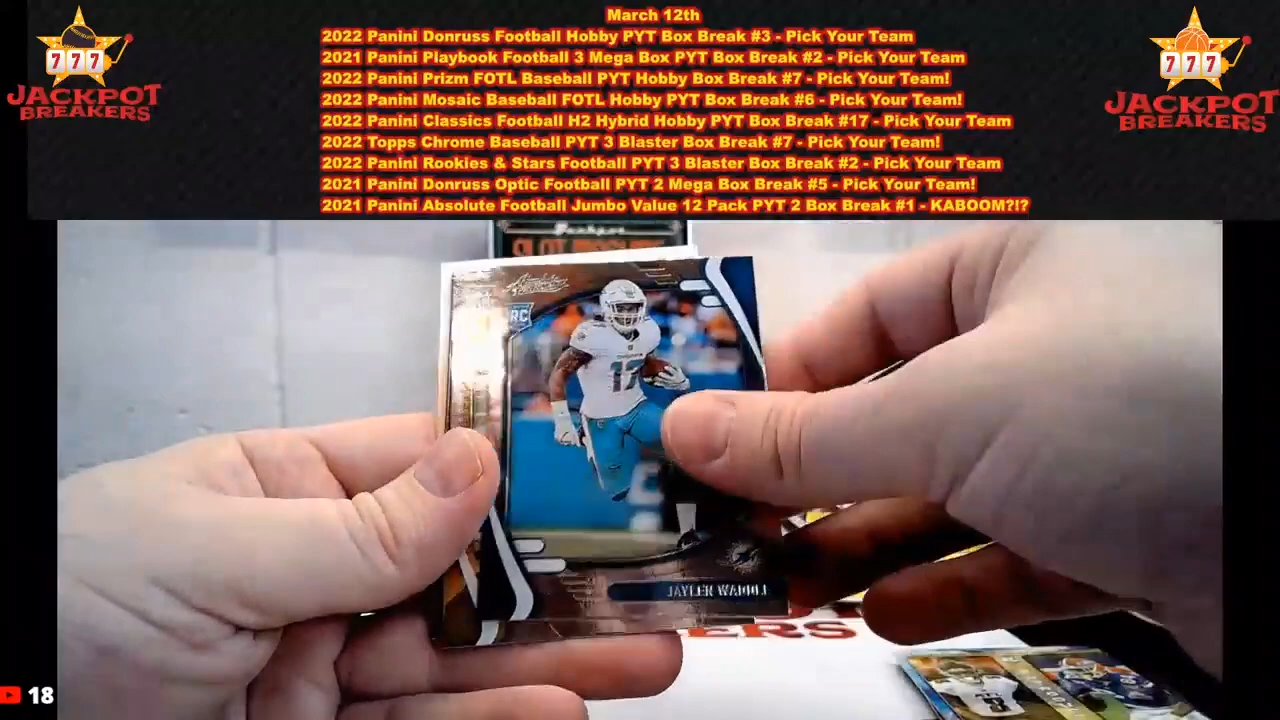 March 12th
2022 Panini Donruss Football Hobby PYT Box Break #3 - Pick Your Team
2021 Panini Playbook Football 3 Mega Box PYT Box Break #2 - Pick Your Team
2022 Panini Prizm FOTL Baseball PYT Hobby Box Break #7 - Pick Your Team!
2022 Panini Mosaic Baseball FOTL Hobby PYT Box Break #6 - Pick Your Team!
2022 Panini Classics Football H2 Hybrid Hobby PYT Box Break #17 - Pick Your Team
2022 Topps Chrome Baseball PYT 3 Blaster Box Break #7 - Pick Your Team!
2022 Panini Rookies & Stars Football PYT 3 Blaster Box Break #2 - Pick Your Team
2021 Panini Donruss Optic Football PYT 2 Mega Box Break #5 - Pick Your Team!
2021 Panini Absolute Football Jumbo Value 12 Pack PYT 2 Box Break #1 - KABOOM?!?
777
JACKPOT
BREAKERS
777
JACKPOT
BREAKERS
Absolute
RC
17
JAYLEN WADDLE
ERS
18